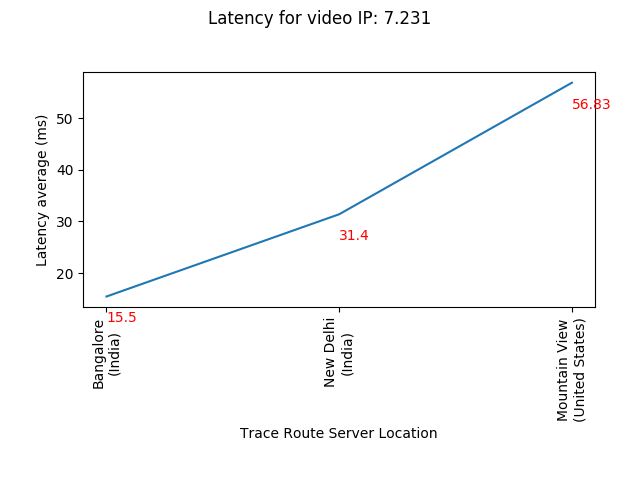 Latency for video IP: 7.231
Latency average (ms)
50
40
30
20
56.83
31.4
15.5
Bangalore
(India)
New Delhi
(India)
Mountain View
(United States)
Trace Route Server Location